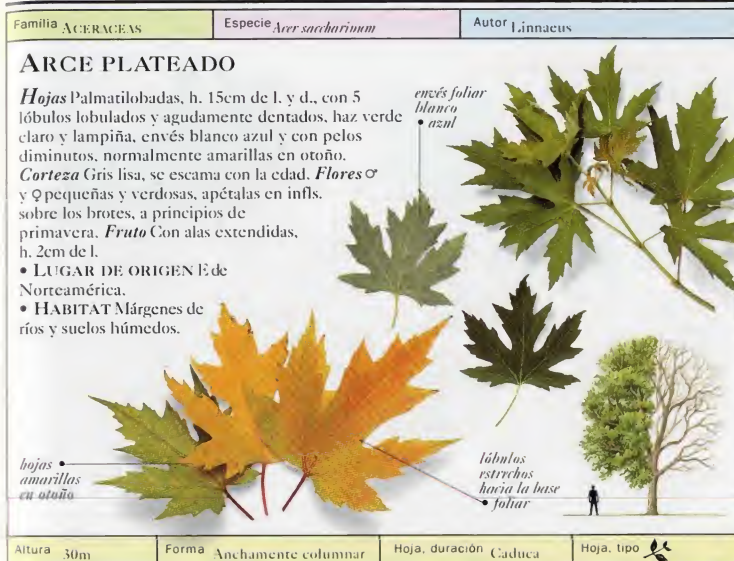 Familia ACERACEAS
Especie Acer saccharinum
Autor Linnaeus
ARCE PLATEADO
Hojas Palmatilobadas, h. 15cm de l. y d., con 5
lóbulos lobulados y agudamente dentados, haz verde
claro y lampiña, envés blanco azul y con pelos
diminutos, normalmente amarillas en otoño.
Corteza Gris lisa, se escama con la edad. Flores ♂
y ♀ pequeñas y verdosas, apétalas en infls.
sobre los brotes, a principios de
primavera. Fruto Con alas extendidas,
h. 2cm de l.
• LUGAR DE ORIGEN E de
Norteamérica.
• HABITAT Márgenes de
ríos y suelos húmedos.
envés foliar
blanco
azul
hojas
amarillas
en otoño
lóbulos
estrechos
hacia la base
foliar
Altura 30m
Forma Anchamente columnar
Hoja, duración Caduca
Hoja, tipo